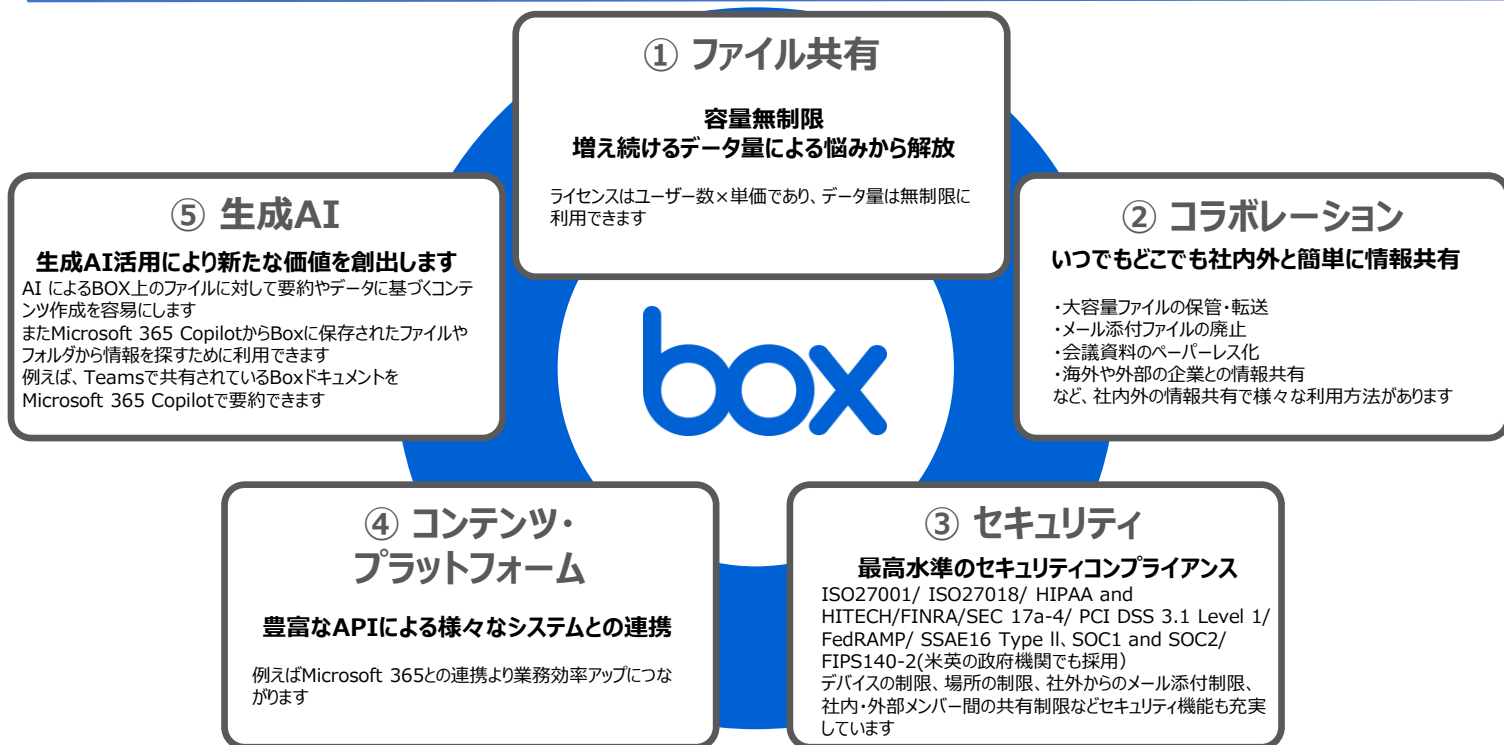 ① ファイル共有
容量無制限
増え続けるデータ量による悩みから解放
ライセンスはユーザー数×単価であり、データ量は無制限に
利用できます
② コラボレーション
いつでもどこでも社内外と簡単に情報共有
・大容量ファイルの保管・転送
・メール添付ファイルの廃止
・会議資料のペーパーレス化
・海外や外部の企業との情報共有
など、社内外の情報共有で様々な利用方法があります
③ セキュリティ
最高水準のセキュリティコンプライアンス
ISO27001/ ISO27018/ HIPAA and
HITECH/FINRA/SEC 17a-4/ PCI DSS 3.1 Level 1/
FedRAMP/ SSAE16 Type ll、SOC1 and SOC2/
FIPS140-2(米英の政府機関でも採用)
デバイスの制限、場所の制限、社外からのメール添付制限、
社内・外部メンバー間の共有制限などセキュリティ機能も充実
しています
④ コンテンツ・
プラットフォーム
豊富なAPIによる様々なシステムとの連携
例えばMicrosoft 365との連携より業務効率アップにつな
がります
⑤ 生成AI
生成AI活用により新たな価値を創出します
AI によるBOX上のファイルに対して要約やデータに基づくコンテ
ンツ作成を容易にします
またMicrosoft 365 CopilotからBoxに保存されたファイルや
フォルダから情報を探すために利用できます
例えば、Teamsで共有されているBoxドキュメントを
Microsoft 365 Copilotで要約できます
box